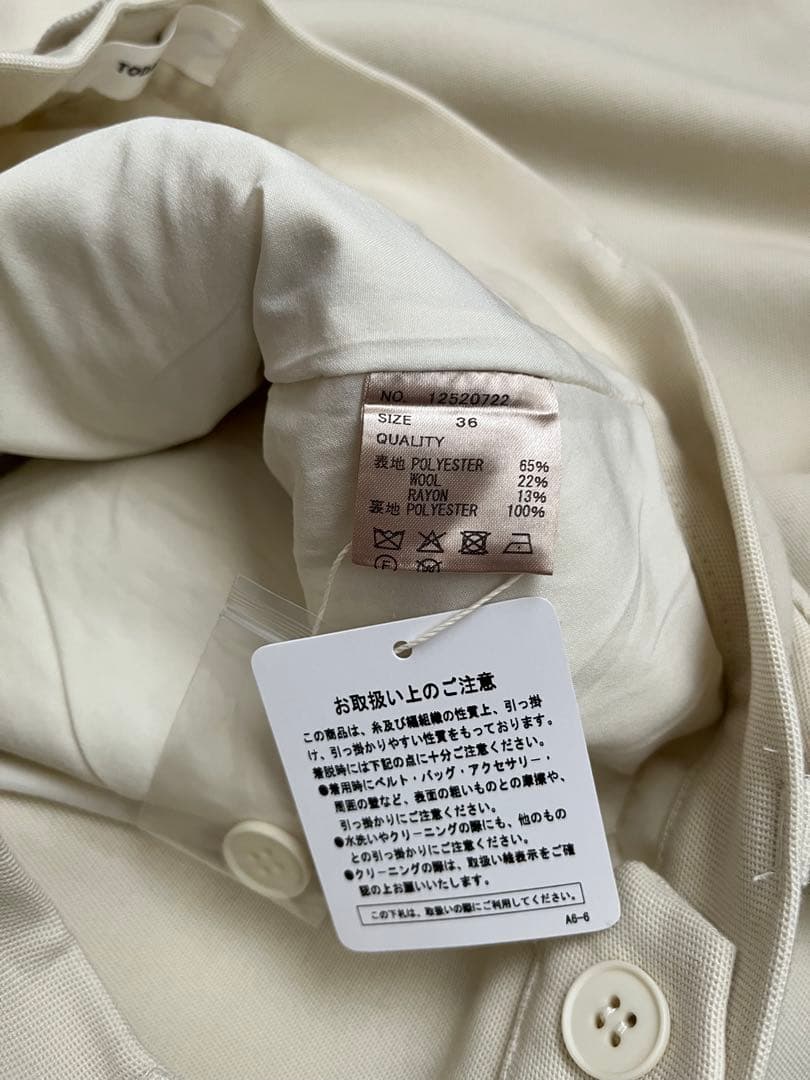 NO. 12520722
SIZE 36
QUALITY
表地 POLYESTER 65%
WOOL 22%
RAYON 13%
裏地 POLYESTER 100%
お取扱い上のご注意
この商品は、糸及び編組織の性質上、引っ掛
け、引っ掛かりやすい性質をもっております。
着脱時には下記の点に十分ご注意ください。
●着用時にベルト・バッグ・アクセサリー・
周囲の壁など、表面の粗いものとの摩擦や、
引っ掛かりにご注意ください。
●水洗いやクリーニングの際にも、他のもの
との引っ掛かりにご注意ください。
●クリーニングの際は、取扱い絵表示をご確
認の上お願いいたします。
この下札は、取扱いの際にご利用してください。
A6-6